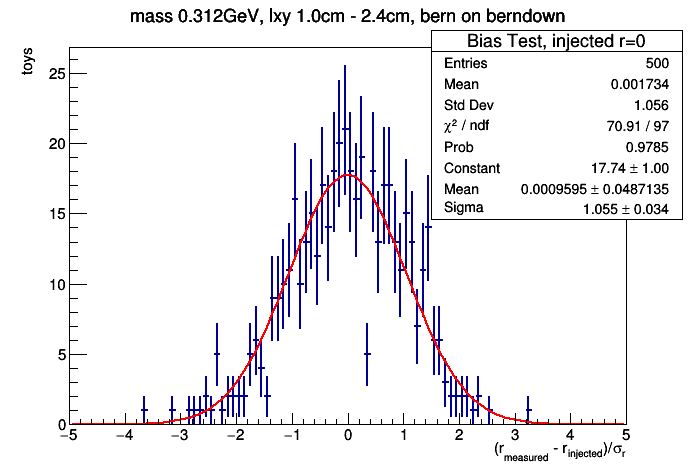 mass 0.312GeV, lxy 1.0cm - 2.4cm, bern on berndown
Bias Test, injected r=0
Entries 500
Mean 0.001734
Std Dev 1.056
χ² / ndf 70.91 / 97
Prob 0.9785
Constant 17.74 ± 1.00
Mean 0.0009595 ± 0.0487135
Sigma 1.055 ± 0.034
toys
25
20
15
10
5
0
−5 −4 −3 −2 −1 0 1 2 3 4 5
(r_measured - r_injected)/σ_r